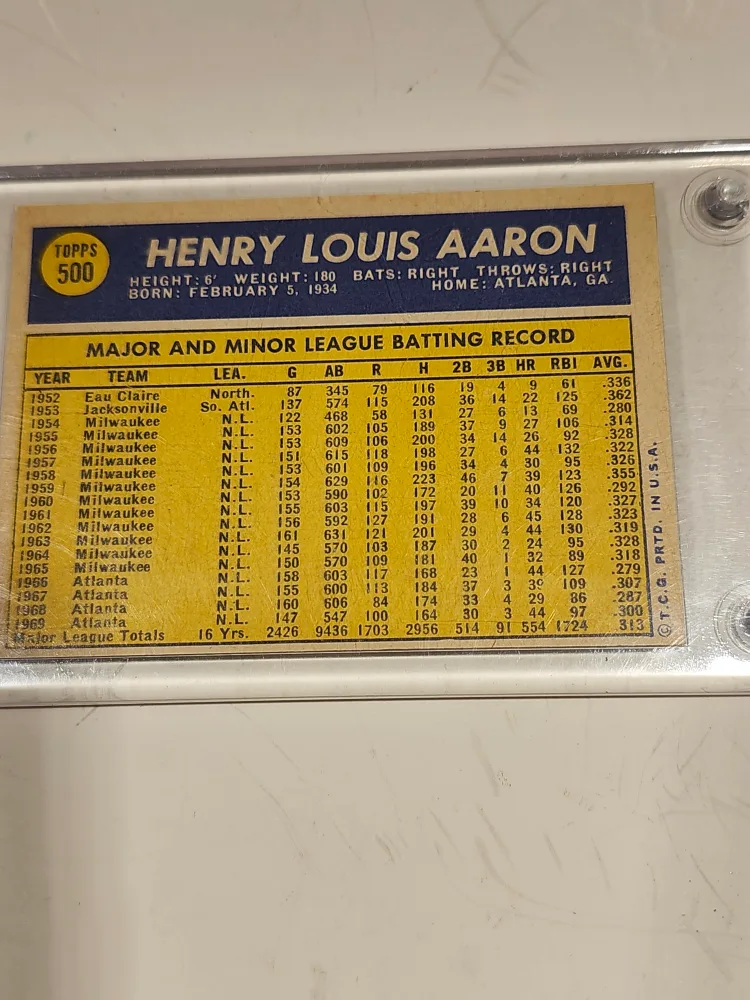 TOPPS
500
HENRY LOUIS AARON
HEIGHT: 6' WEIGHT: 180 BATS: RIGHT THROWS: RIGHT
BORN: FEBRUARY 5, 1934 HOME: ATLANTA, GA.
MAJOR AND MINOR LEAGUE BATTING RECORD
YEAR TEAM LEA. G AB R H 2B 3B HR RBI AVG.
1952 Eau Claire North. 87 345 79 116 19 4 9 61 .336
1953 Jacksonville So. Atl. 137 574 115 208 36 14 22 125 .362
1954 Milwaukee N.L. 122 468 58 131 27 6 13 69 .280
1955 Milwaukee N.L. 153 602 105 189 37 9 27 106 .314
1956 Milwaukee N.L. 153 609 106 200 34 14 26 92 .328
1957 Milwaukee N.L. 151 615 118 198 27 6 44 132 .322
1958 Milwaukee N.L. 153 601 109 196 34 4 30 95 .326
1959 Milwaukee N.L. 154 629 116 223 46 7 39 123 .355
1960 Milwaukee N.L. 153 590 102 172 20 11 40 126 .292
1961 Milwaukee N.L. 155 603 115 197 39 10 34 120 .327
1962 Milwaukee N.L. 156 592 127 191 28 6 45 128 .323
1963 Milwaukee N.L. 161 631 121 201 29 4 44 130 .319
1964 Milwaukee N.L. 145 570 103 187 30 2 24 95 .328
1965 Milwaukee N.L. 150 570 109 181 40 1 32 89 .318
1966 Atlanta N.L. 158 603 117 168 23 1 44 127 .279
1967 Atlanta N.L. 155 600 113 184 37 3 39 109 .307
1968 Atlanta N.L. 160 606 84 174 33 4 29 86 .287
1969 Atlanta N.L. 147 547 100 164 30 3 44 97 .300
Major League Totals 16 Yrs. 2426 9436 1703 2956 514 91 554 1724 .313
© T.C.G. PRTD. IN U.S.A.